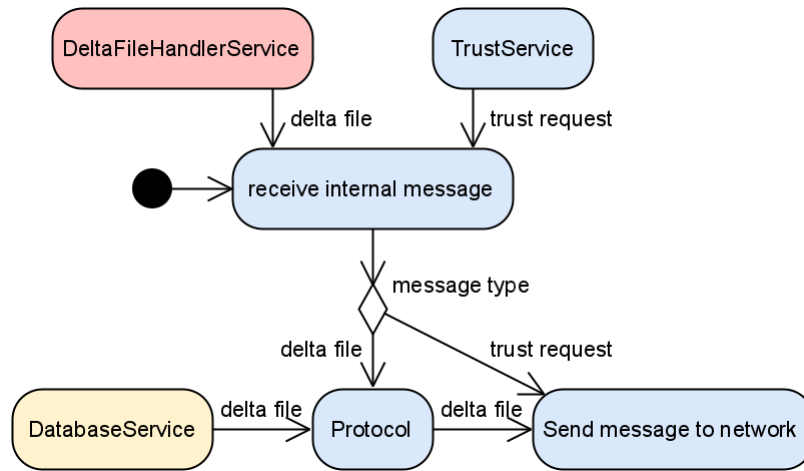 DeltaFileHandlerService
TrustService
delta file
trust request
receive internal message
message type
delta file
trust request
DatabaseService
delta file
Protocol
delta file
Send message to network